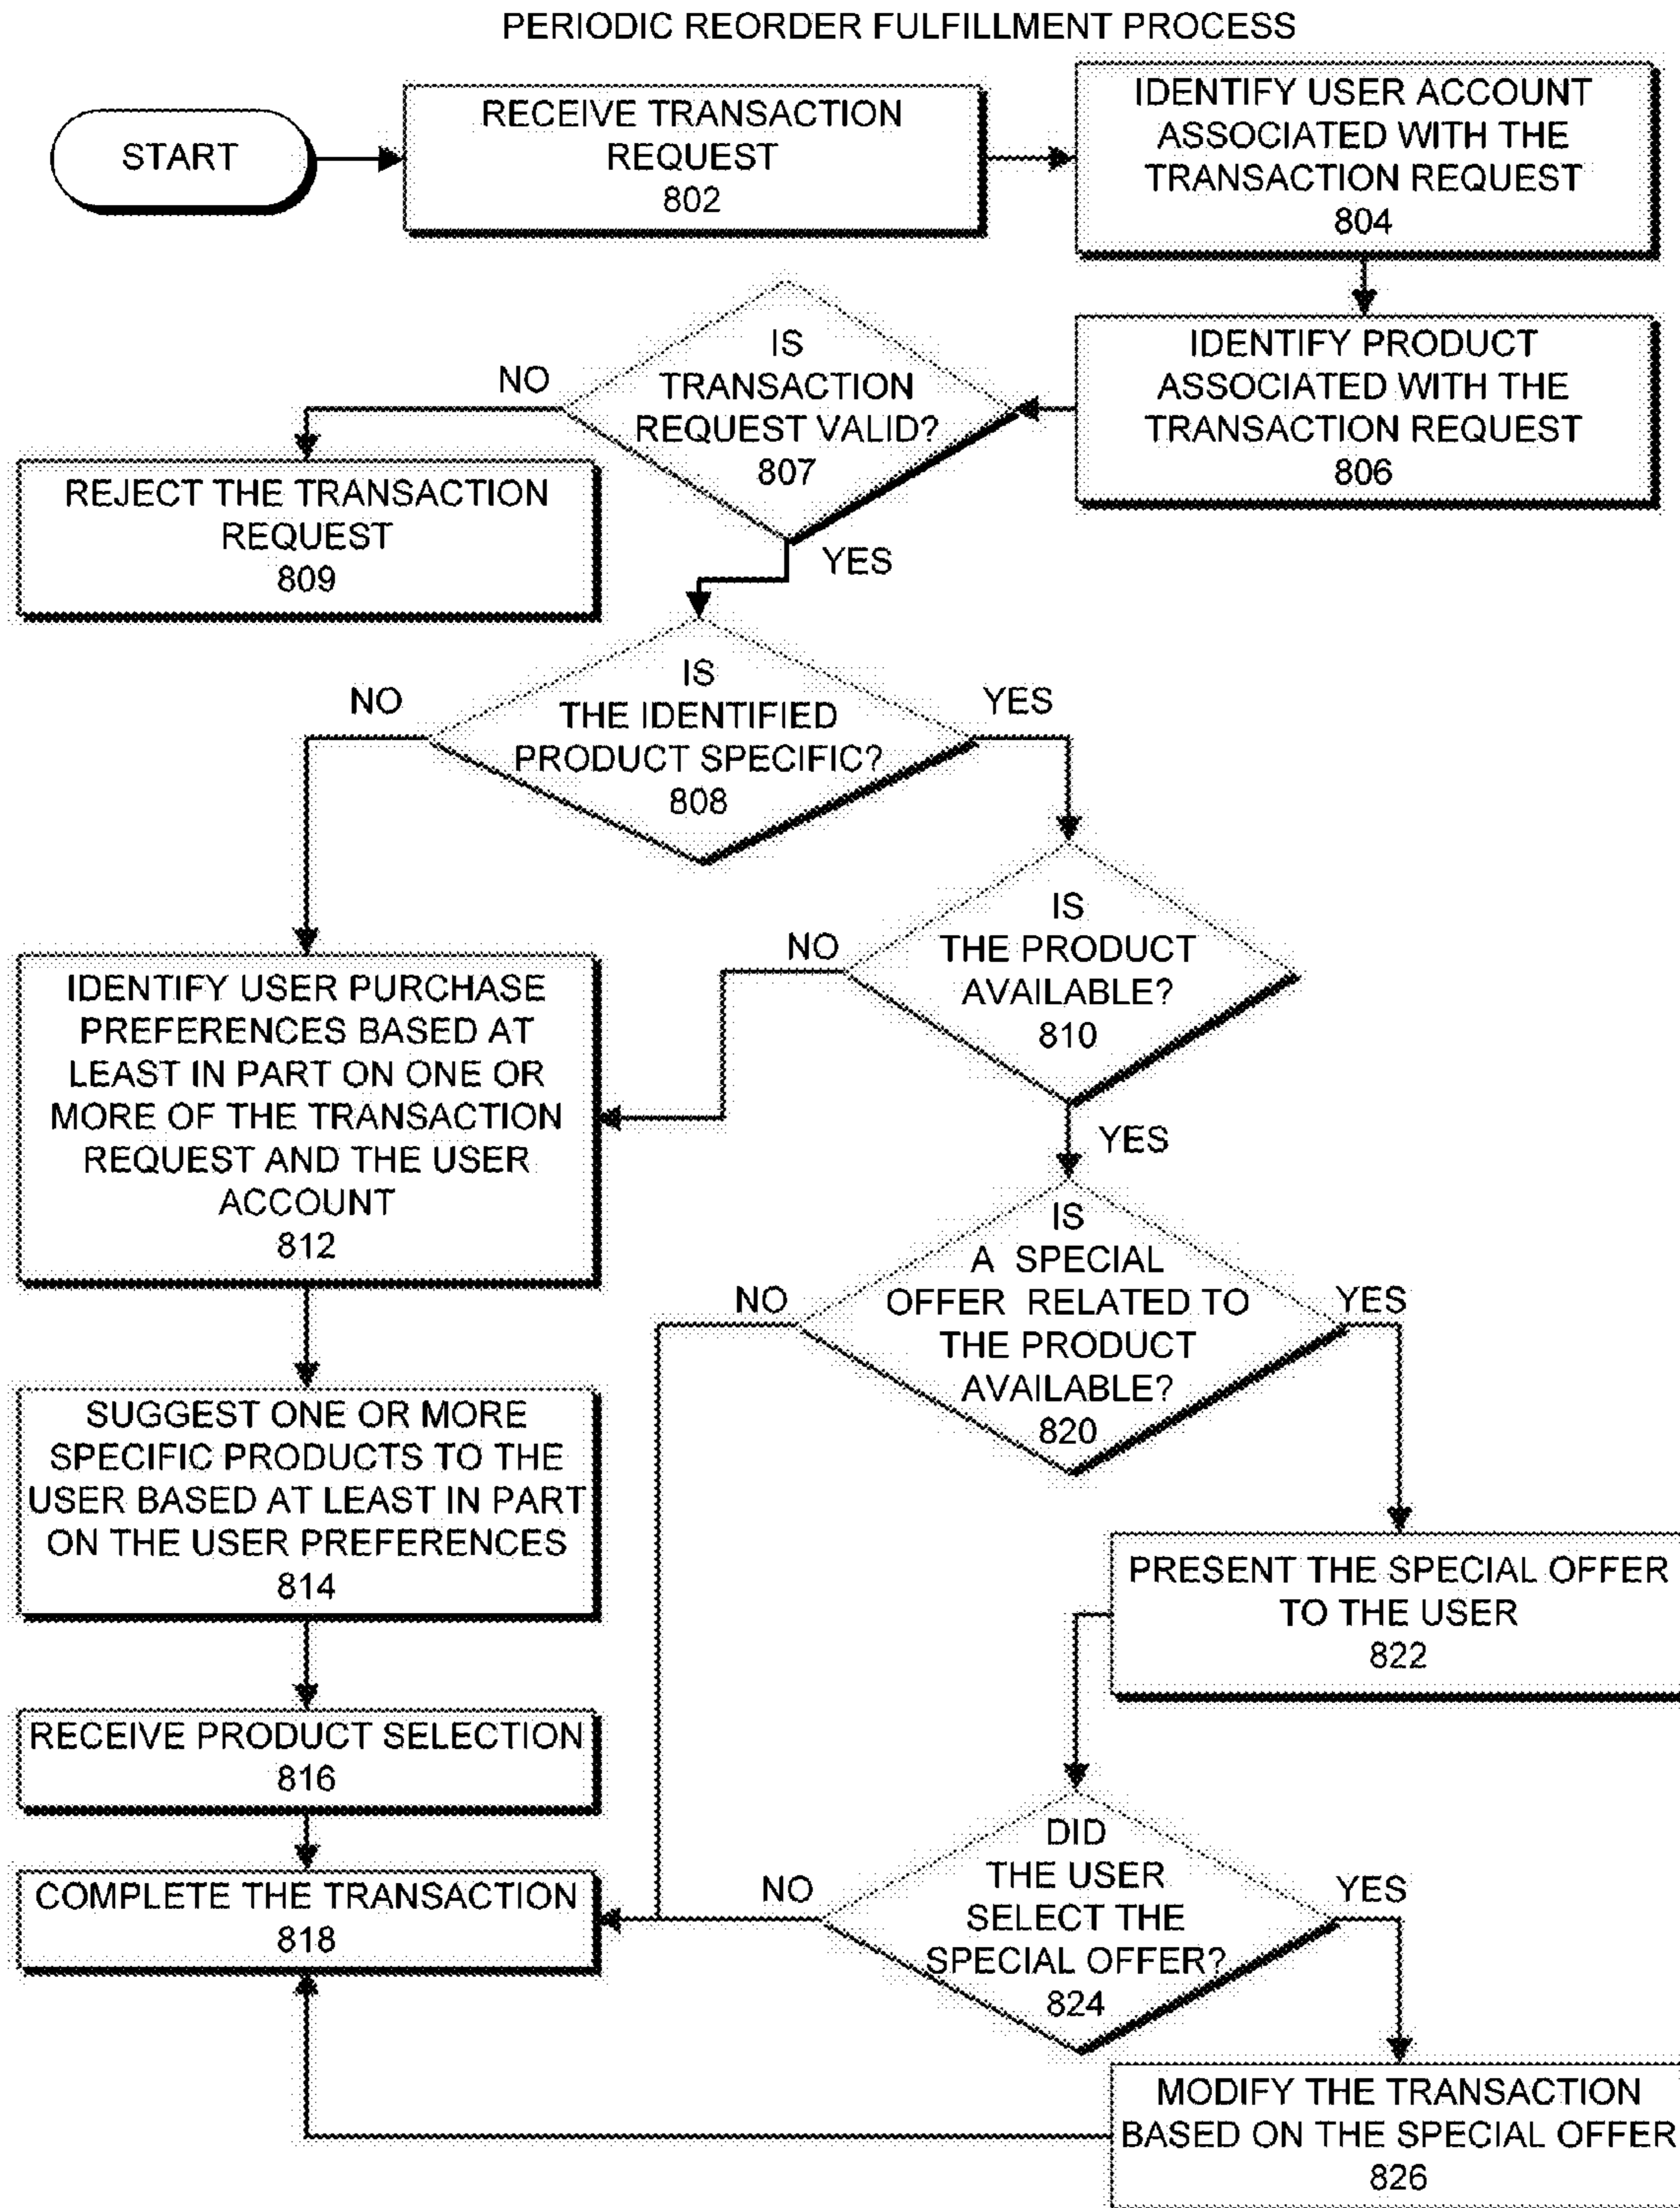 PERIODIC REORDER FULFILLMENT PROCESS
START
RECEIVE TRANSACTION
REQUEST
802
IDENTIFY USER ACCOUNT
ASSOCIATED WITH THE
TRANSACTION REQUEST
804
IDENTIFY PRODUCT
ASSOCIATED WITH THE
TRANSACTION REQUEST
806
IS
TRANSACTION
REQUEST VALID?
807
NO
REJECT THE TRANSACTION
REQUEST
809
YES
IS
THE IDENTIFIED
PRODUCT SPECIFIC?
808
NO
YES
IS
THE PRODUCT
AVAILABLE?
810
NO
IDENTIFY USER PURCHASE
PREFERENCES BASED AT
LEAST IN PART ON ONE OR
MORE OF THE TRANSACTION
REQUEST AND THE USER
ACCOUNT
812
YES
IS
A SPECIAL
OFFER RELATED TO
THE PRODUCT
AVAILABLE?
820
NO
YES
SUGGEST ONE OR MORE
SPECIFIC PRODUCTS TO THE
USER BASED AT LEAST IN PART
ON THE USER PREFERENCES
814
PRESENT THE SPECIAL OFFER
TO THE USER
822
RECEIVE PRODUCT SELECTION
816
COMPLETE THE TRANSACTION
818
DID
THE USER
SELECT THE
SPECIAL OFFER?
824
NO
YES
MODIFY THE TRANSACTION
BASED ON THE SPECIAL OFFER
826